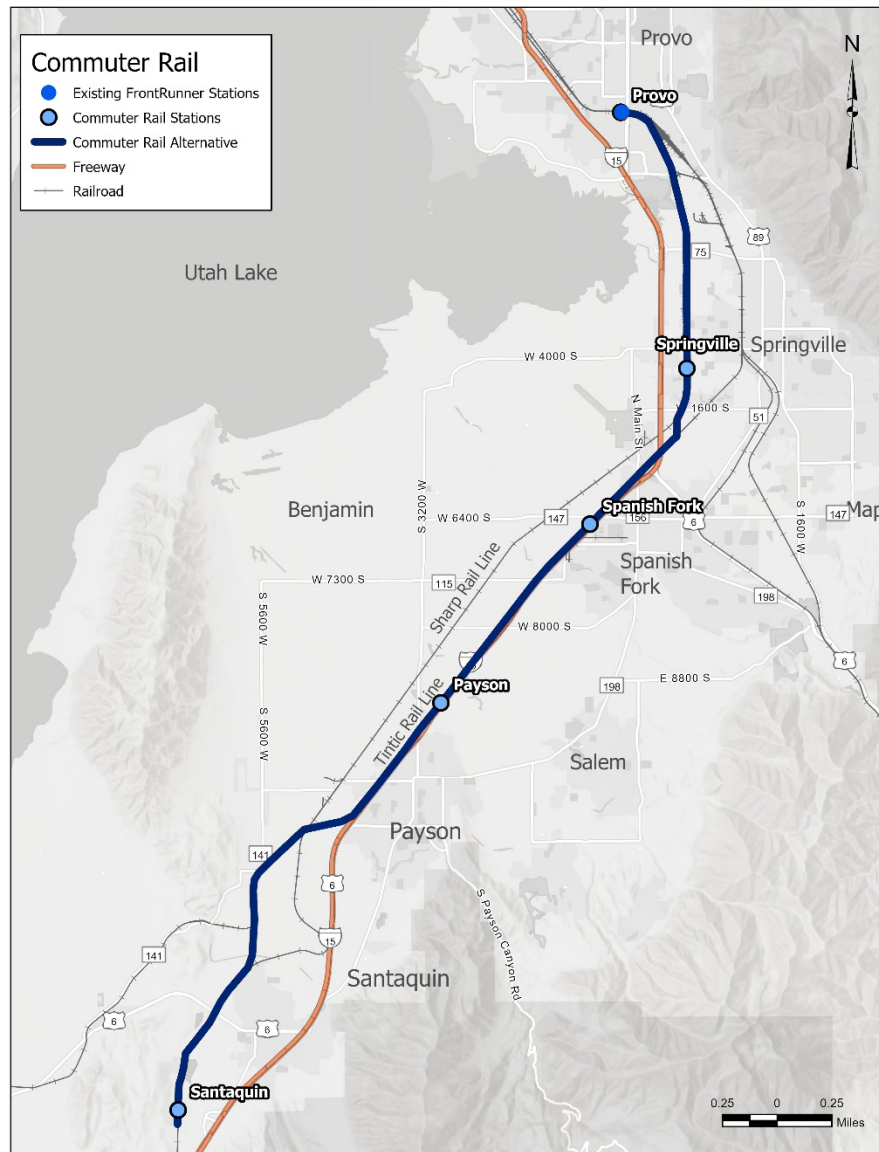 Commuter Rail
Existing FrontRunner Stations
Commuter Rail Stations
Commuter Rail Alternative
Freeway
Railroad
Provo
N
Provo
15
89
75
Utah Lake
Springville
Springville
W 4000 S
W 1600 S
N Main St
51
S 3200 W
Benjamin
Spanish Fork
W 6400 S
147
156
6
147
Map
S 1600 W
Spanish
Fork
Sharp Rail Line
W 7300 S
115
198
S 5600 W
W 8000 S
6
Payson
E 8800 S
198
S 5600 W
Tintic Rail Line
Salem
Payson
141
6
15
141
Santaquin
S Payson Canyon Rd
6
6
Santaquin
0.25
0
0.25
Miles